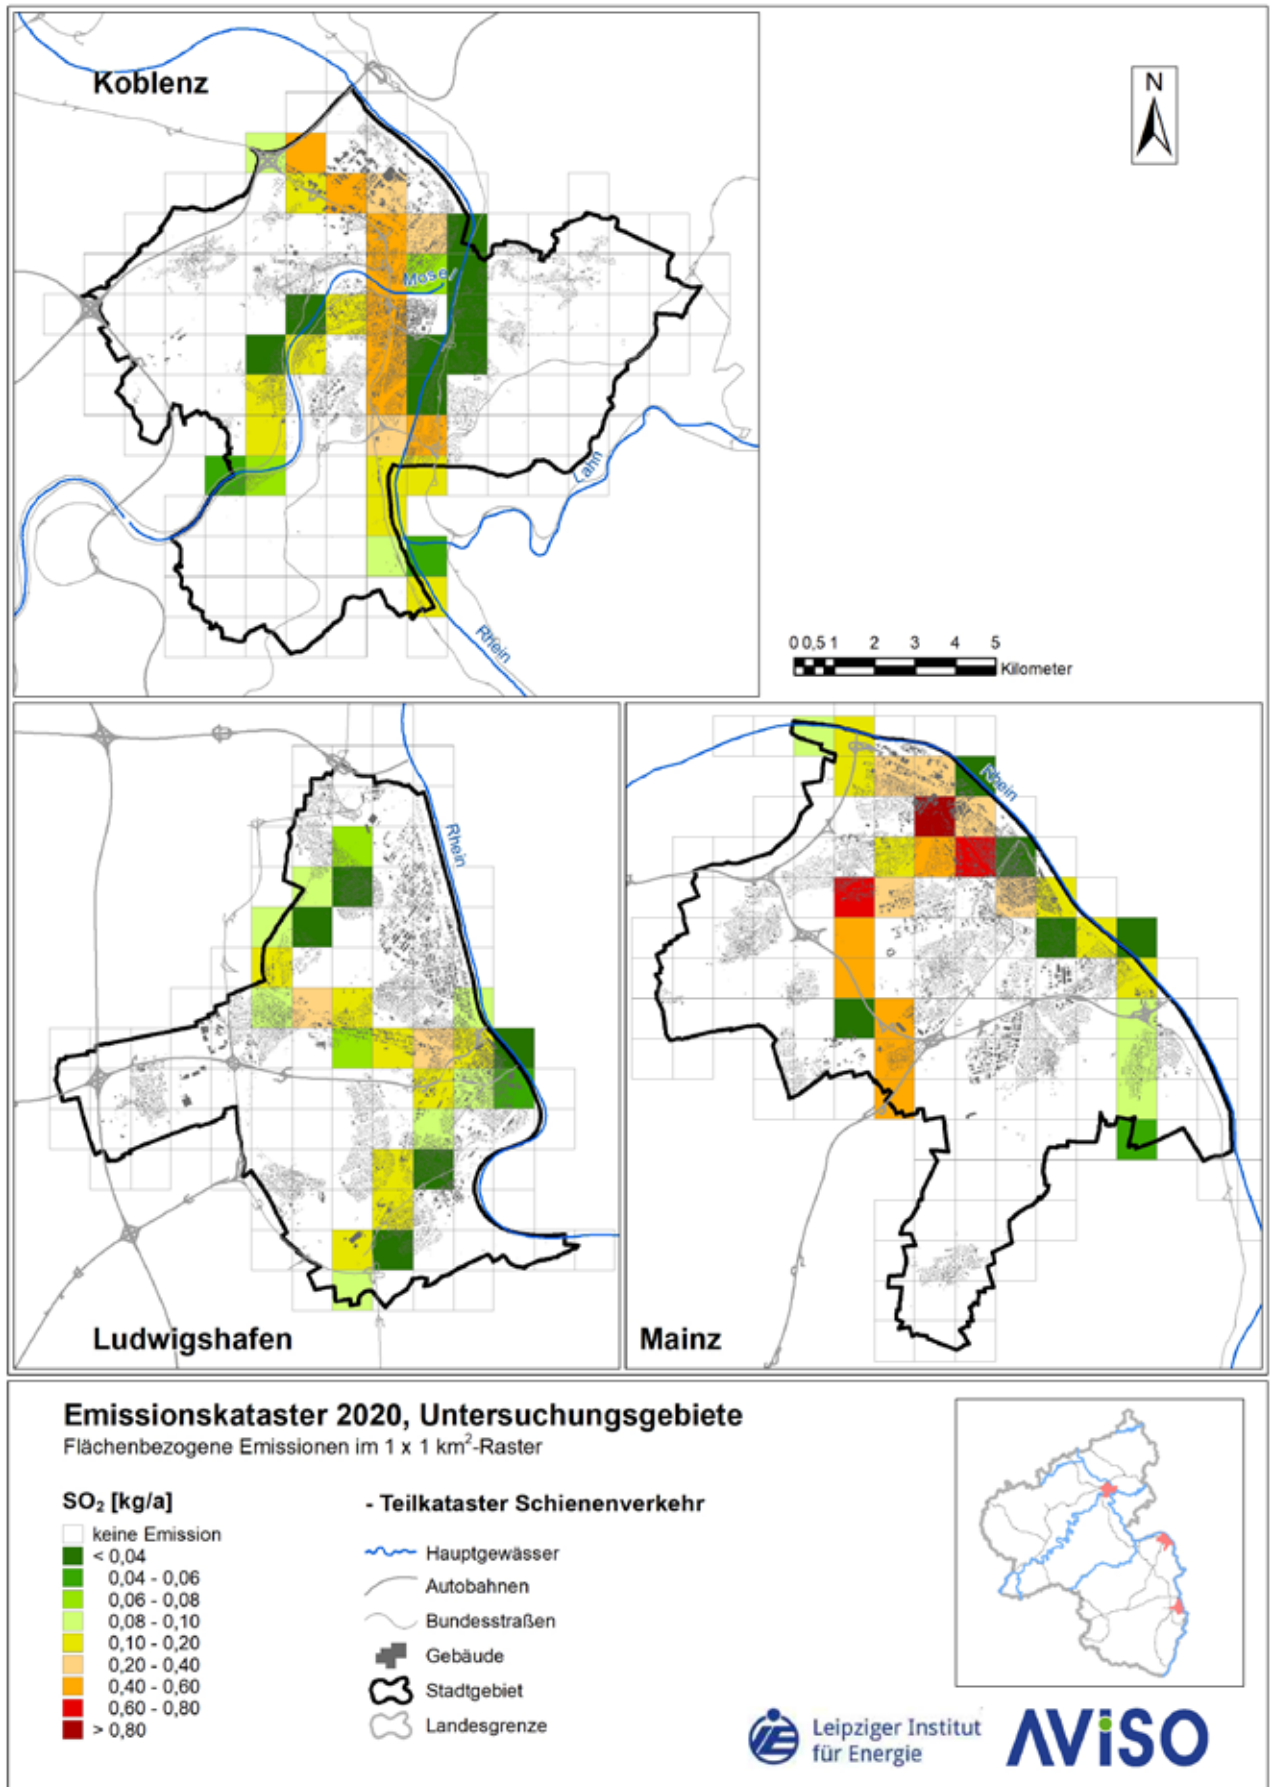 Koblenz
N
Mosel
Lahn
Rhein
0 0,5 1 2 3 4 5
Kilometer
Rhein
Ludwigshafen
Rhein
Mainz
Emissionskataster 2020, Untersuchungsgebiete
Flächenbezogene Emissionen im 1 x 1 km²-Raster
SO₂ [kg/a]
keine Emission
< 0,04
0,04 - 0,06
0,06 - 0,08
0,08 - 0,10
0,10 - 0,20
0,20 - 0,40
0,40 - 0,60
0,60 - 0,80
> 0,80
- Teilkataster Schienenverkehr
Hauptgewässer
Autobahnen
Bundesstraßen
Gebäude
Stadtgebiet
Landesgrenze
Leipziger Institut
für Energie
AViSO